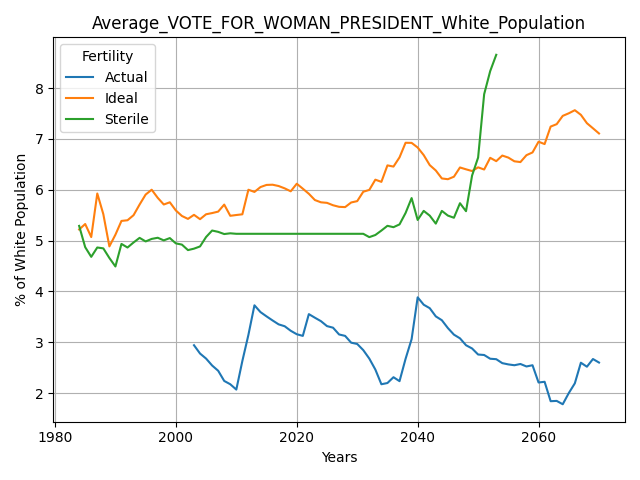 Average_VOTE_FOR_WOMAN_PRESIDENT_White_Population
Fertility
Actual
Ideal
Sterile
% of White Population
8
7
6
5
4
3
2
1980
2000
2020
2040
2060
Years